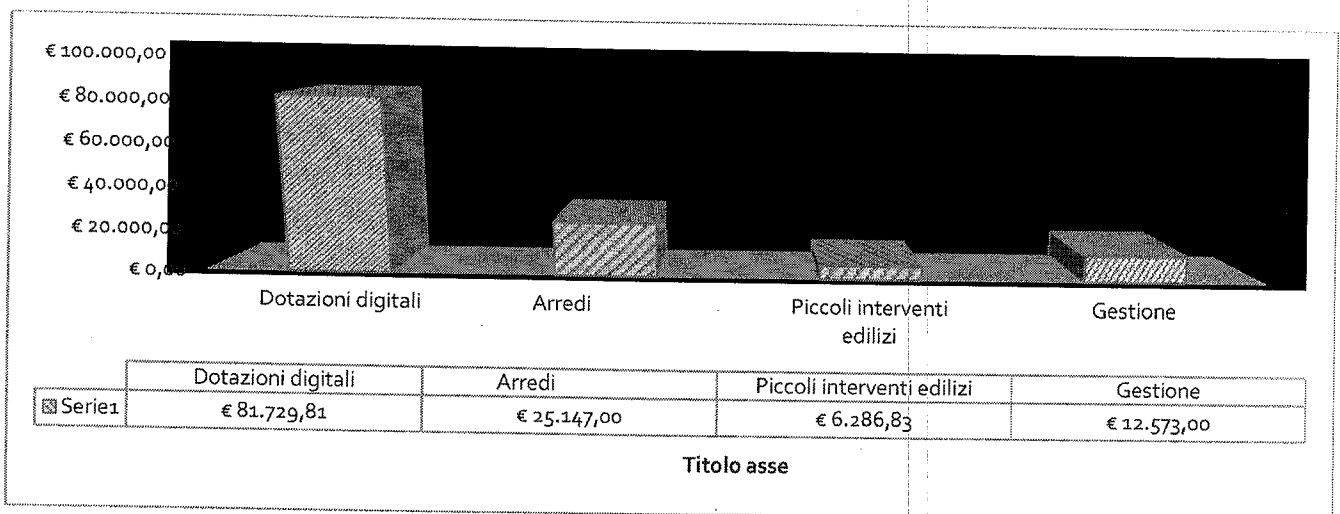 € 100.000,00
€ 80.000,00
€ 60.000,00
€ 40.000,00
€ 20.000,00
€ 0,00
Dotazioni digitali Arredi Piccoli interventi edilizi Gestione
Dotazioni digitali Arredi Piccoli interventi edilizi Gestione
Serie1 € 81.729,81 € 25.147,00 € 6.286,83 € 12.573,00
Titolo asse